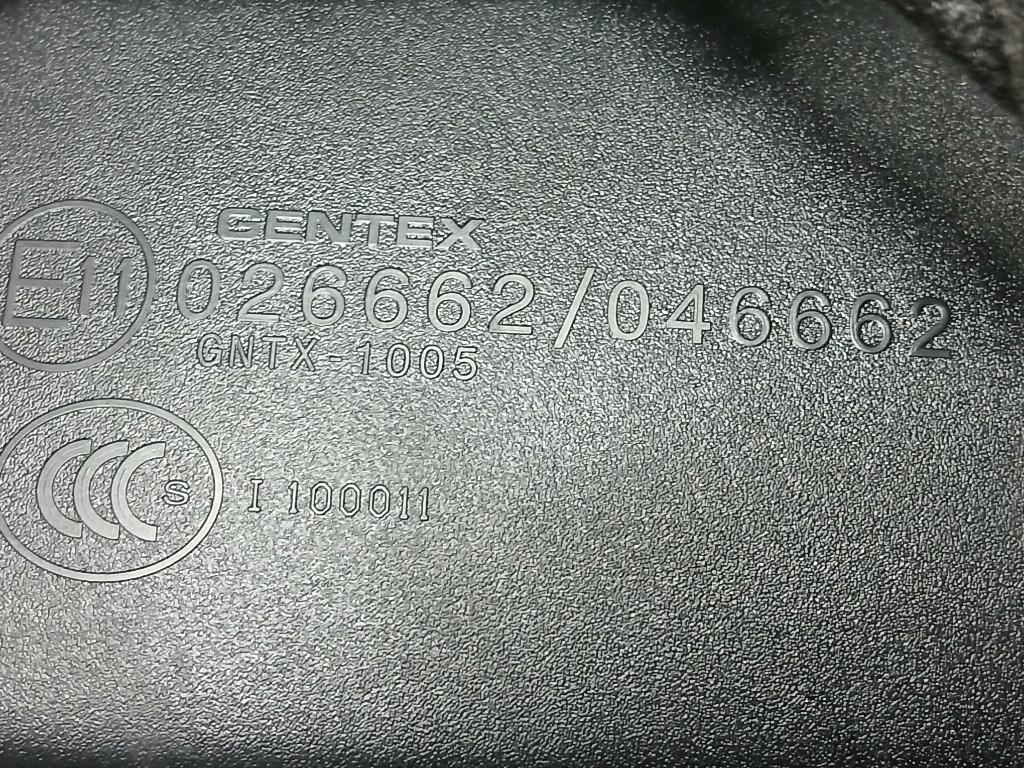 GENTEX
E11 026662/046662
GNTX-1005
CCC S I 100011